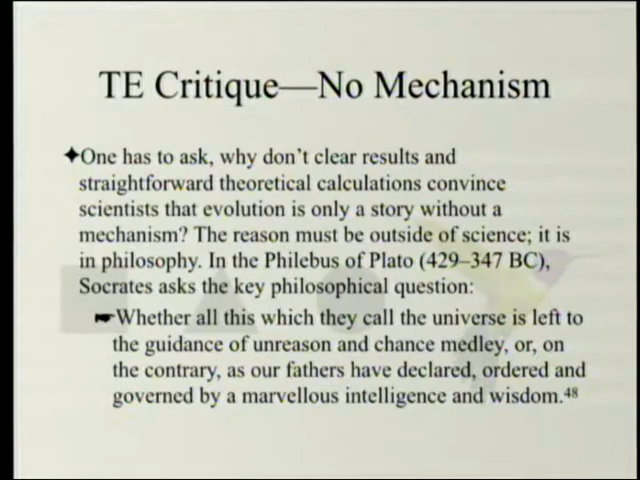 TE Critique—No Mechanism
✦One has to ask, why don't clear results and
straightforward theoretical calculations convince
scientists that evolution is only a story without a
mechanism? The reason must be outside of science; it is
in philosophy. In the Philebus of Plato (429–347 BC),
Socrates asks the key philosophical question:
☛Whether all this which they call the universe is left to
the guidance of unreason and chance medley, or, on
the contrary, as our fathers have declared, ordered and
governed by a marvellous intelligence and wisdom.48